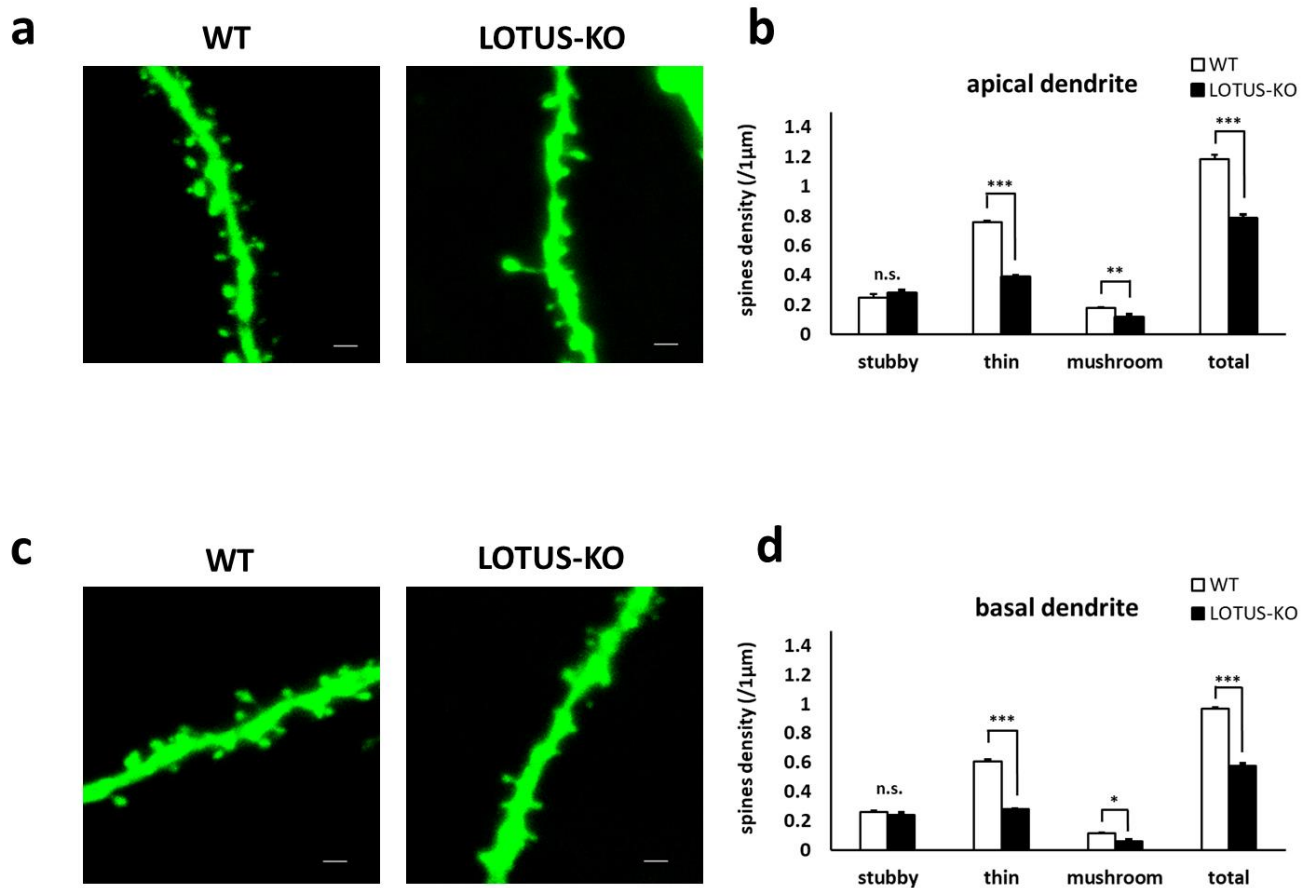 a
WT
LOTUS-KO
b
apical dendrite
WT
LOTUS-KO
spines density (/1µm)
1.4
1.2
1
0.8
0.6
0.4
0.2
0
n.s.
***
**
***
stubby thin mushroom total
c
WT
LOTUS-KO
d
basal dendrite
WT
LOTUS-KO
spines density (/1µm)
1.4
1.2
1
0.8
0.6
0.4
0.2
0
n.s.
***
*
***
stubby thin mushroom total